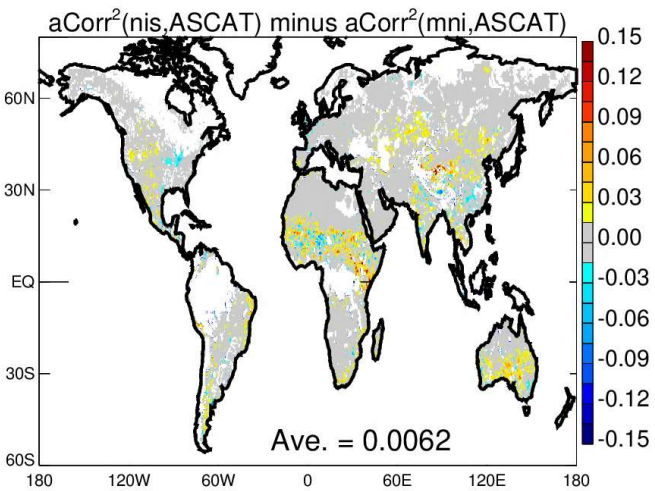 aCorr²(nis,ASCAT) minus aCorr²(mni,ASCAT)
0.15
0.12
0.09
0.06
0.03
0.00
-0.03
-0.06
-0.09
-0.12
-0.15
60N
30N
EQ
30S
60S
Ave. = 0.0062
180 120W 60W 0 60E 120E 180